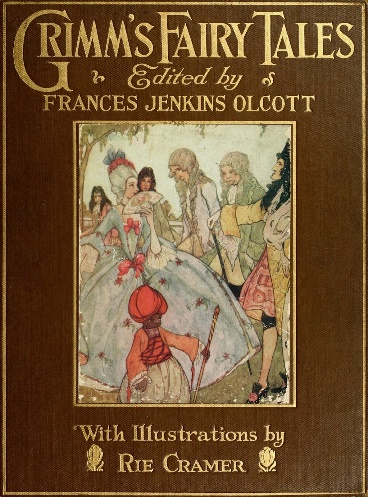 GRIMM'S FAIRY TALES
Edited by
FRANCES JENKINS OLCOTT
With Illustrations by
RIE CRAMER